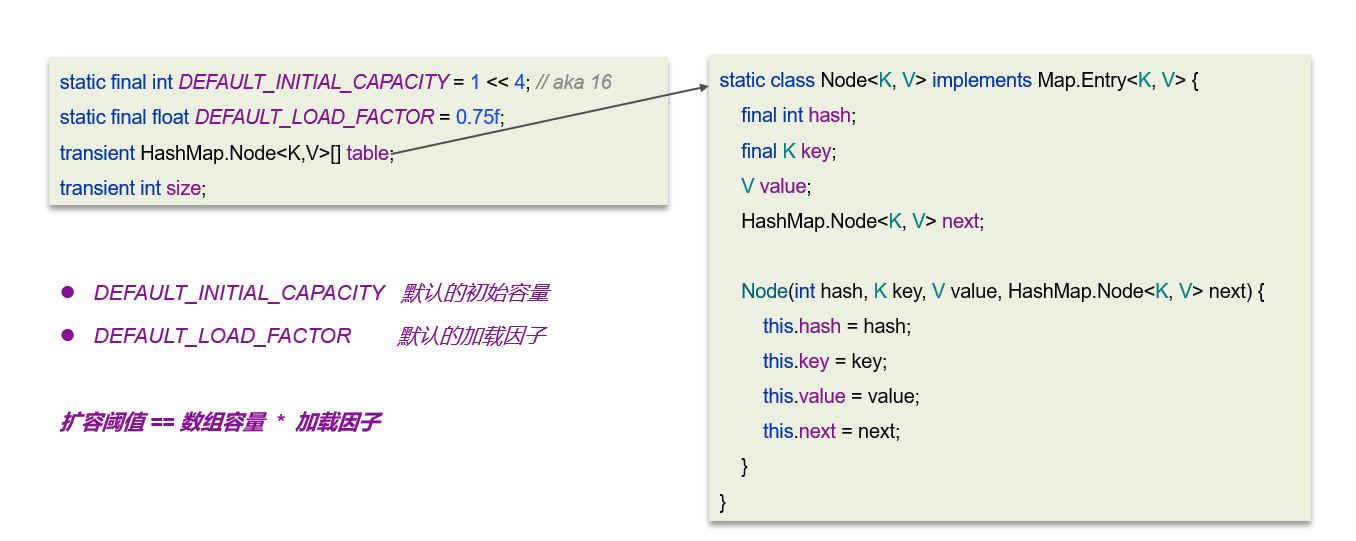 static final int DEFAULT_INITIAL_CAPACITY = 1 << 4; // aka 16
static final float DEFAULT_LOAD_FACTOR = 0.75f;
transient HashMap.Node<K,V>[] table;
transient int size;
DEFAULT_INITIAL_CAPACITY 默认的初始容量
DEFAULT_LOAD_FACTOR 默认的加载因子
扩容阈值 == 数组容量 * 加载因子
static class Node<K, V> implements Map.Entry<K, V> {
final int hash;
final K key;
V value;
HashMap.Node<K, V> next;
Node(int hash, K key, V value, HashMap.Node<K, V> next) {
this.hash = hash;
this.key = key;
this.value = value;
this.next = next;
}
}